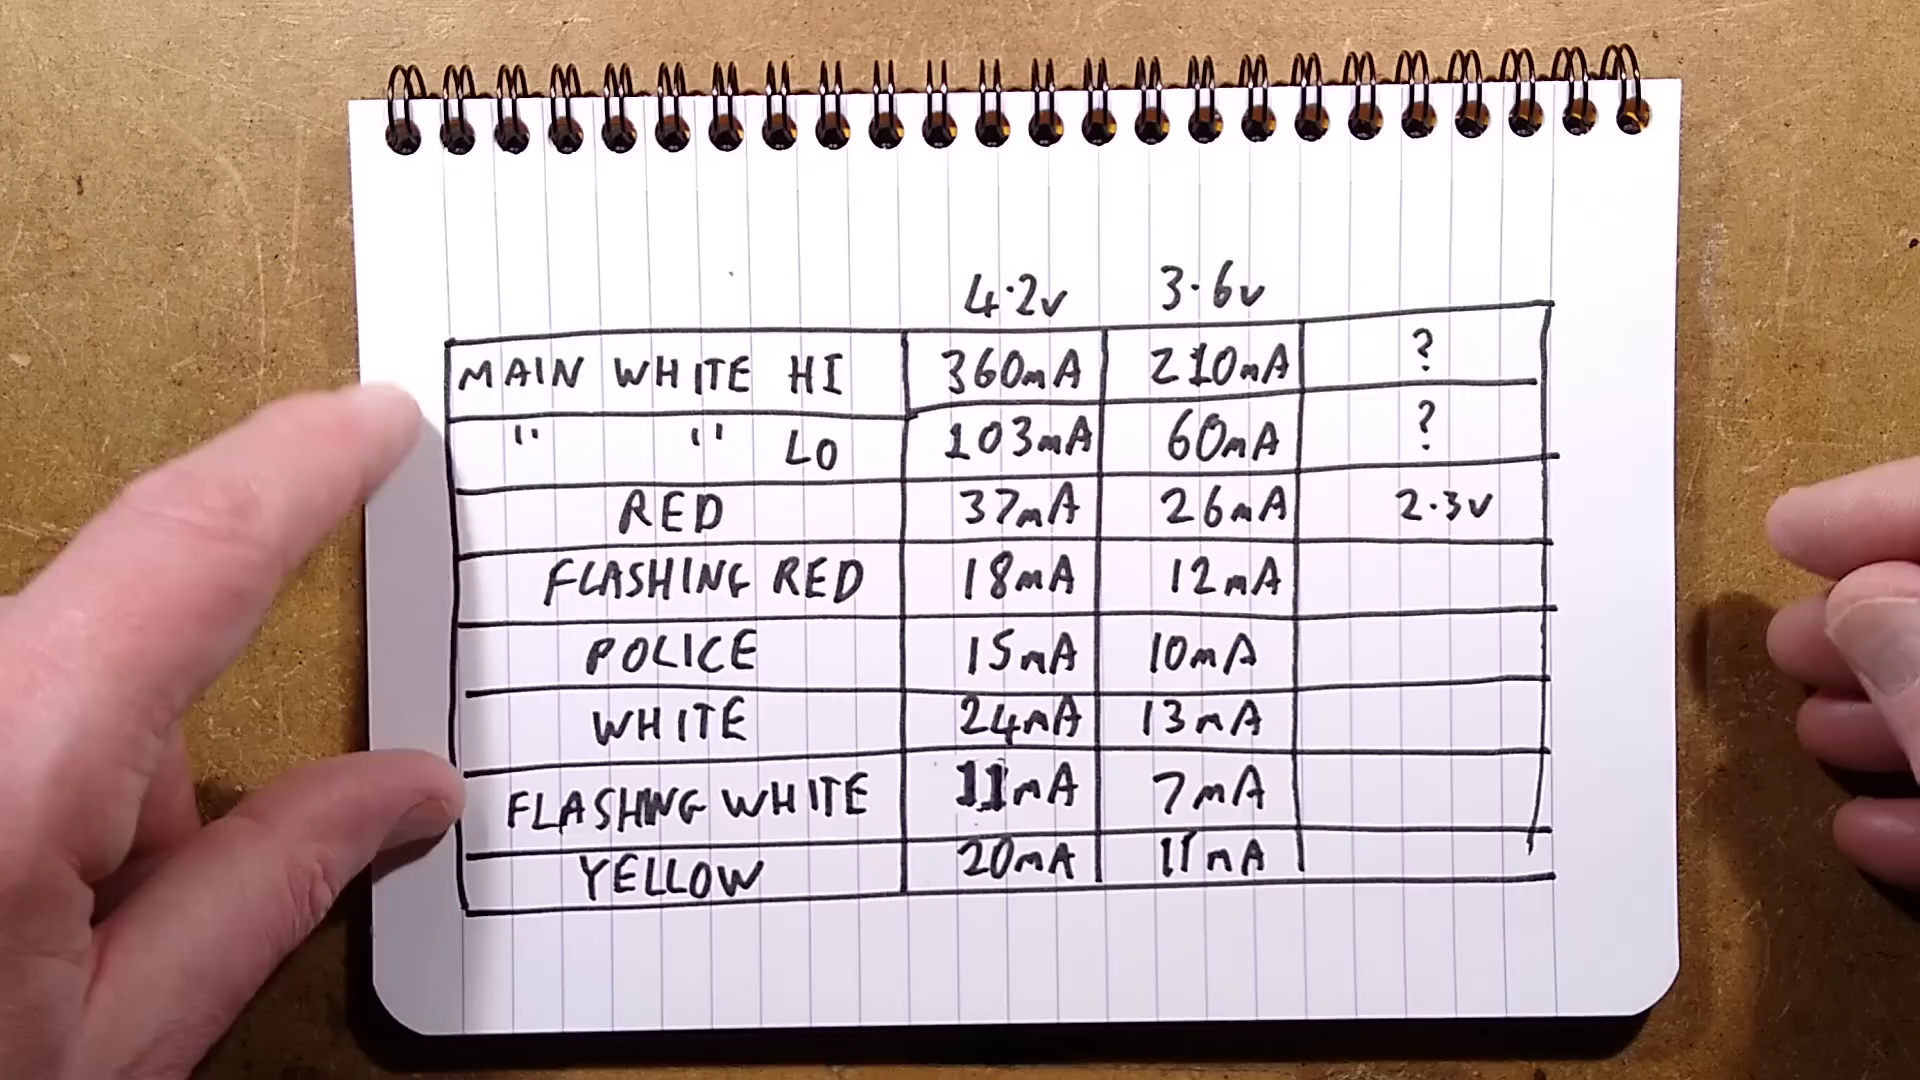 4.2v 3.6v
MAIN WHITE HI 360mA 210mA ?
" " LO 103mA 60mA ?
RED 37mA 26mA 2.3v
FLASHING RED 18mA 12mA
POLICE 15mA 10mA
WHITE 24mA 13mA
FLASHING WHITE 11mA 7mA
YELLOW 20mA 11mA